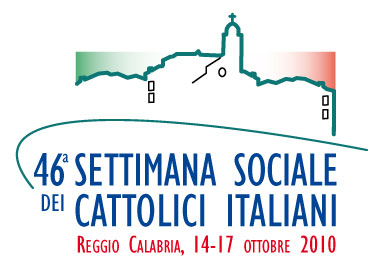 46ª SETTIMANA SOCIALE
DEI CATTOLICI ITALIANI
REGGIO CALABRIA, 14-17 OTTOBRE 2010